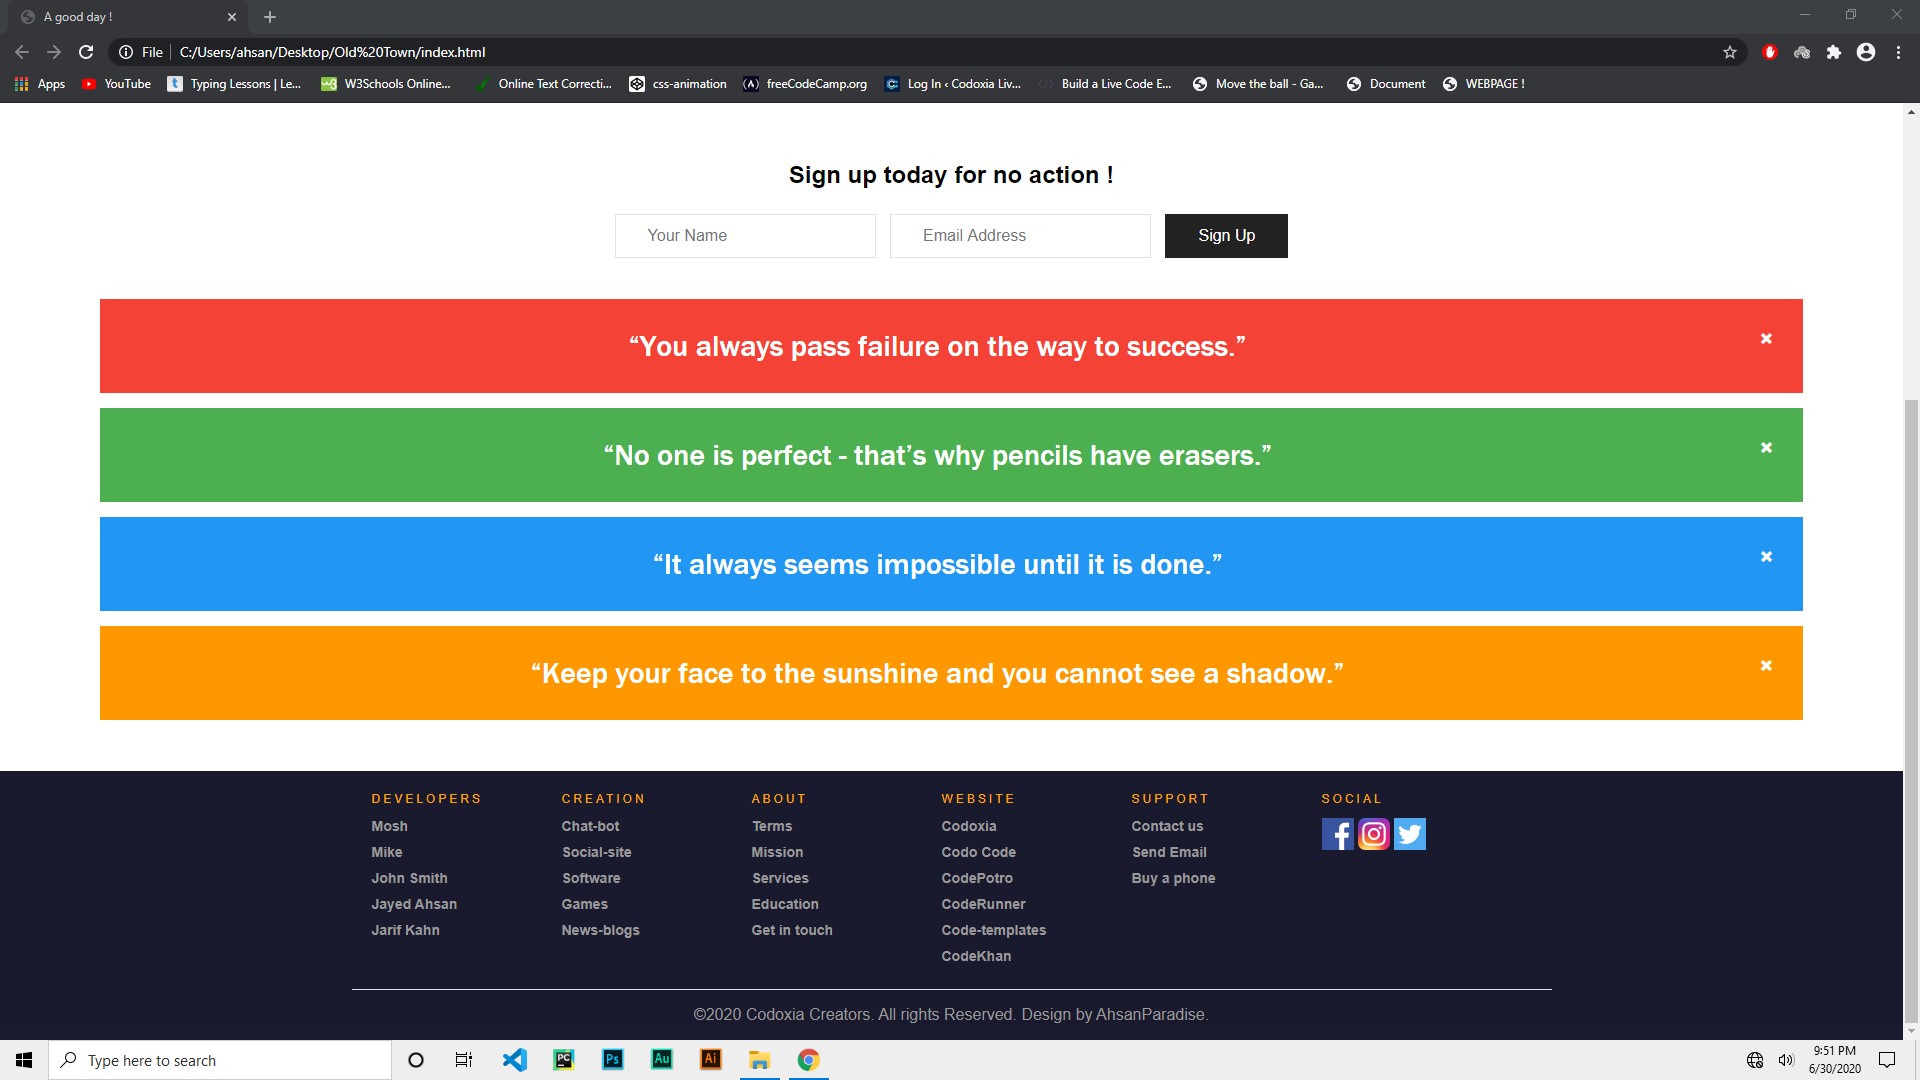 A good day !
File C:/Users/ahsan/Desktop/Old%20Town/index.html
Apps YouTube Typing Lessons | Le... W3Schools Online... Online Text Correcti... css-animation freeCodeCamp.org Log In ‹ Codoxia Liv... Build a Live Code E... Move the ball - Ga... Document WEBPAGE !
Sign up today for no action !
Your Name Email Address Sign Up
“You always pass failure on the way to success.”
“No one is perfect - that’s why pencils have erasers.”
“It always seems impossible until it is done.”
“Keep your face to the sunshine and you cannot see a shadow.”
DEVELOPERS
Mosh
Mike
John Smith
Jayed Ahsan
Jarif Kahn
CREATION
Chat-bot
Social-site
Software
Games
News-blogs
ABOUT
Terms
Mission
Services
Education
Get in touch
WEBSITE
Codoxia
Codo Code
CodePotro
CodeRunner
Code-templates
CodeKhan
SUPPORT
Contact us
Send Email
Buy a phone
SOCIAL
©2020 Codoxia Creators. All rights Reserved. Design by AhsanParadise.
Type here to search
PC Ps Au Ai
9:51 PM
6/30/2020